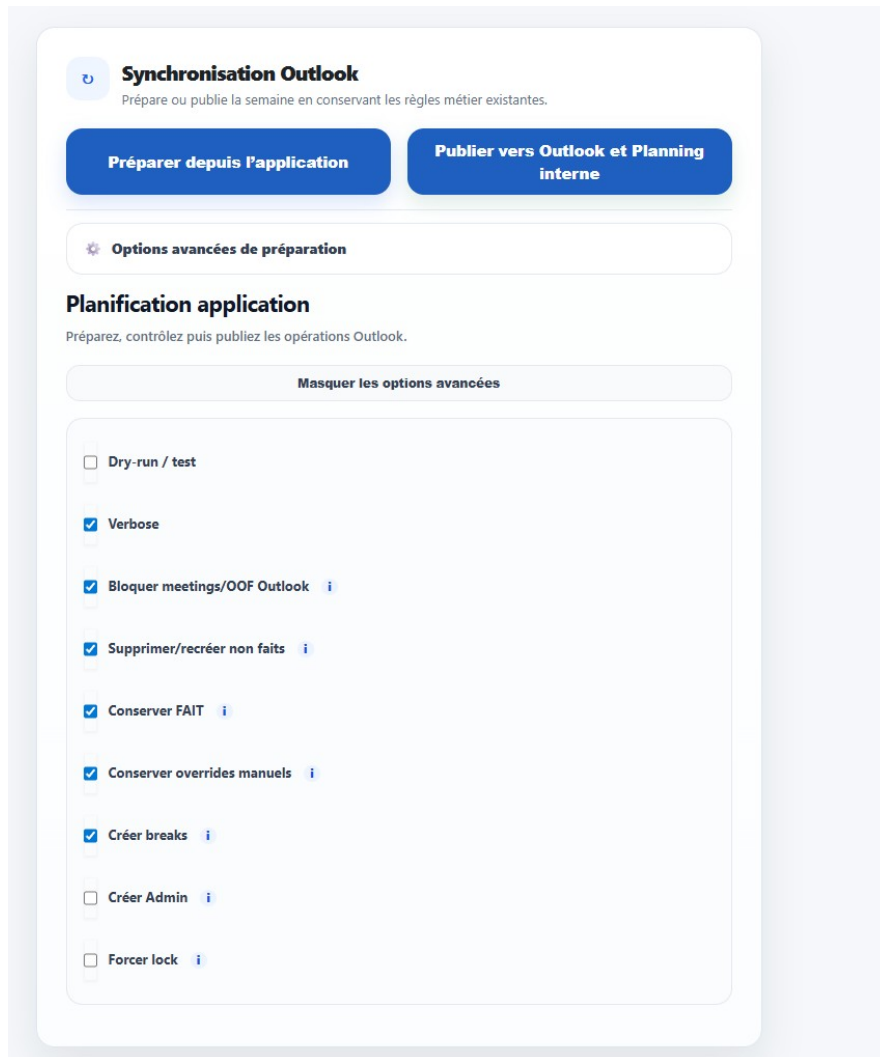 Synchronisation Outlook
Prépare ou publie la semaine en conservant les règles métier existantes.
Préparer depuis l’application
Publier vers Outlook et Planning
interne
Options avancées de préparation
Planification application
Préparez, contrôlez puis publiez les opérations Outlook.
Masquer les options avancées
Dry-run / test
Verbose
Bloquer meetings/OOF Outlook i
Supprimer/recréer non faits i
Conserver FAIT i
Conserver overrides manuels i
Créer breaks i
Créer Admin i
Forcer lock i